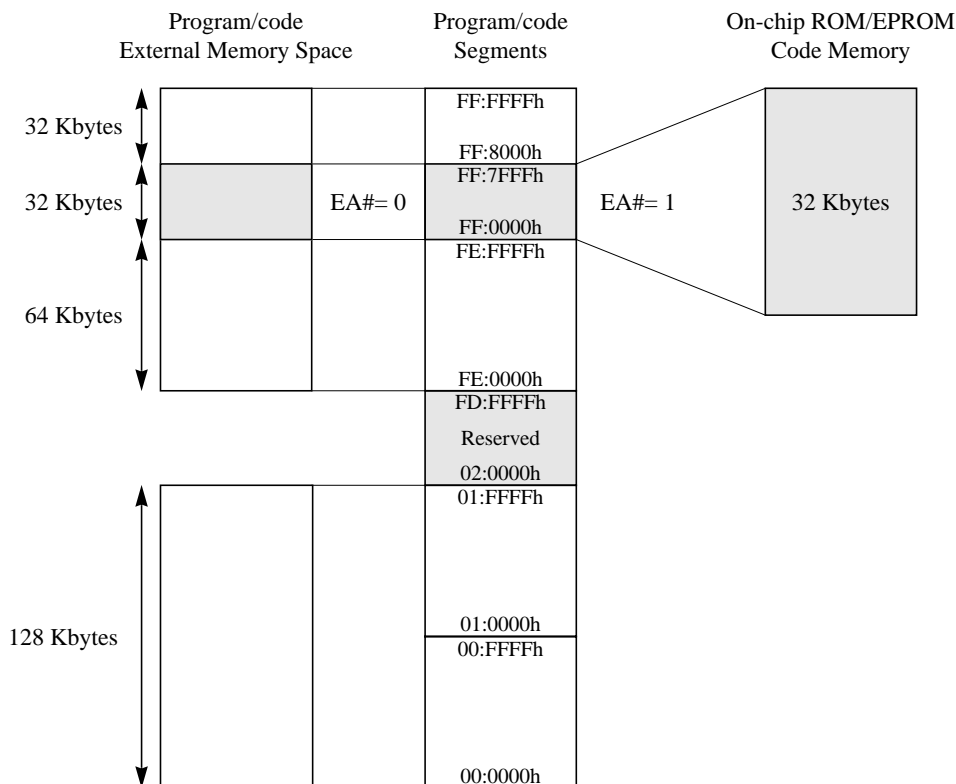 Program/code
External Memory Space
Program/code
Segments
On-chip ROM/EPROM
Code Memory
32 Kbytes
FF:FFFFh
FF:8000h
32 Kbytes
EA#= 0
FF:7FFFh
FF:0000h
EA#= 1
32 Kbytes
64 Kbytes
FE:FFFFh
FE:0000h
FD:FFFFh
Reserved
02:0000h
128 Kbytes
01:FFFFh
01:0000h
00:FFFFh
00:0000h